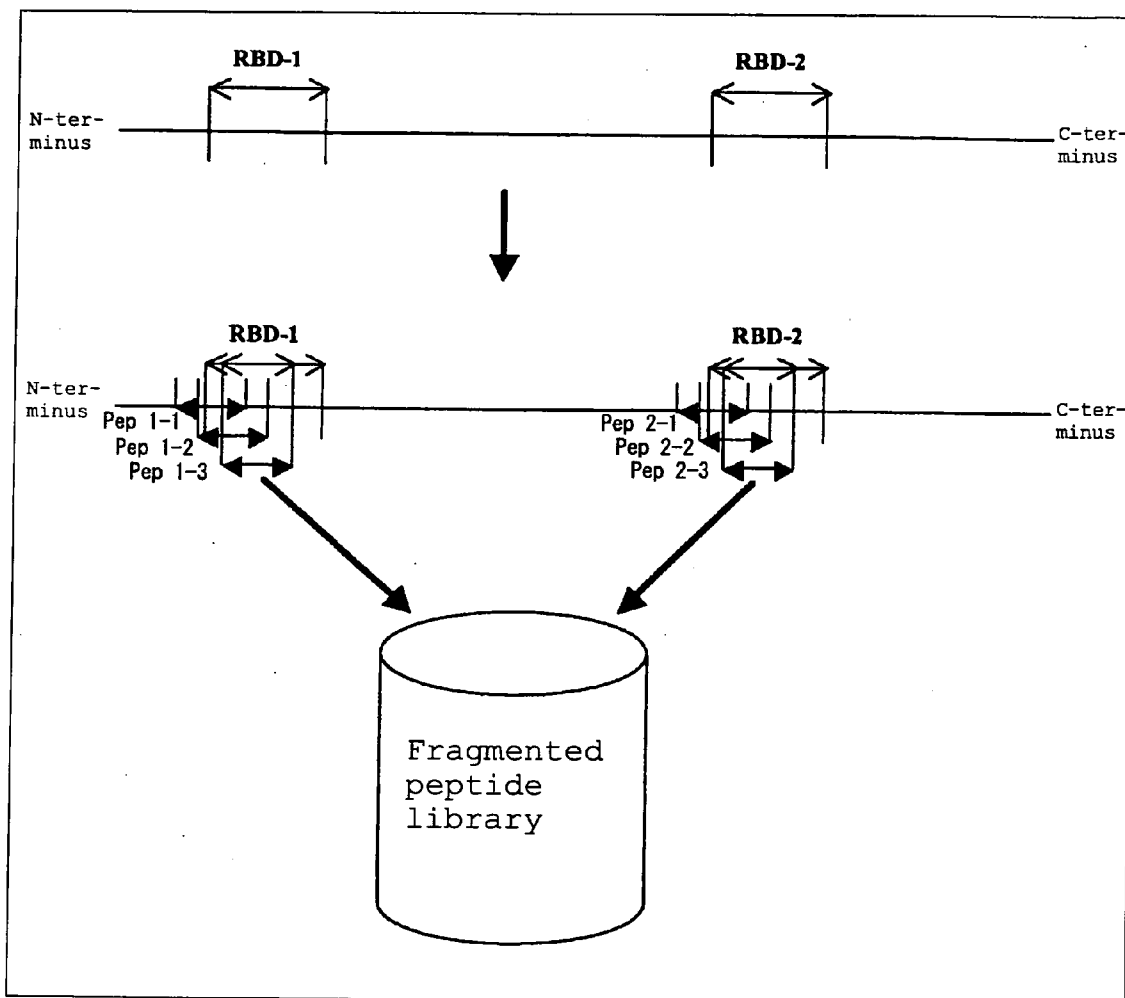 RBD-1
RBD-2
N-ter-
minus
C-ter-
minus
RBD-1
RBD-2
N-ter-
minus
C-ter-
minus
Pep 1-1
Pep 1-2
Pep 1-3
Pep 2-1
Pep 2-2
Pep 2-3
Fragmented
peptide
library